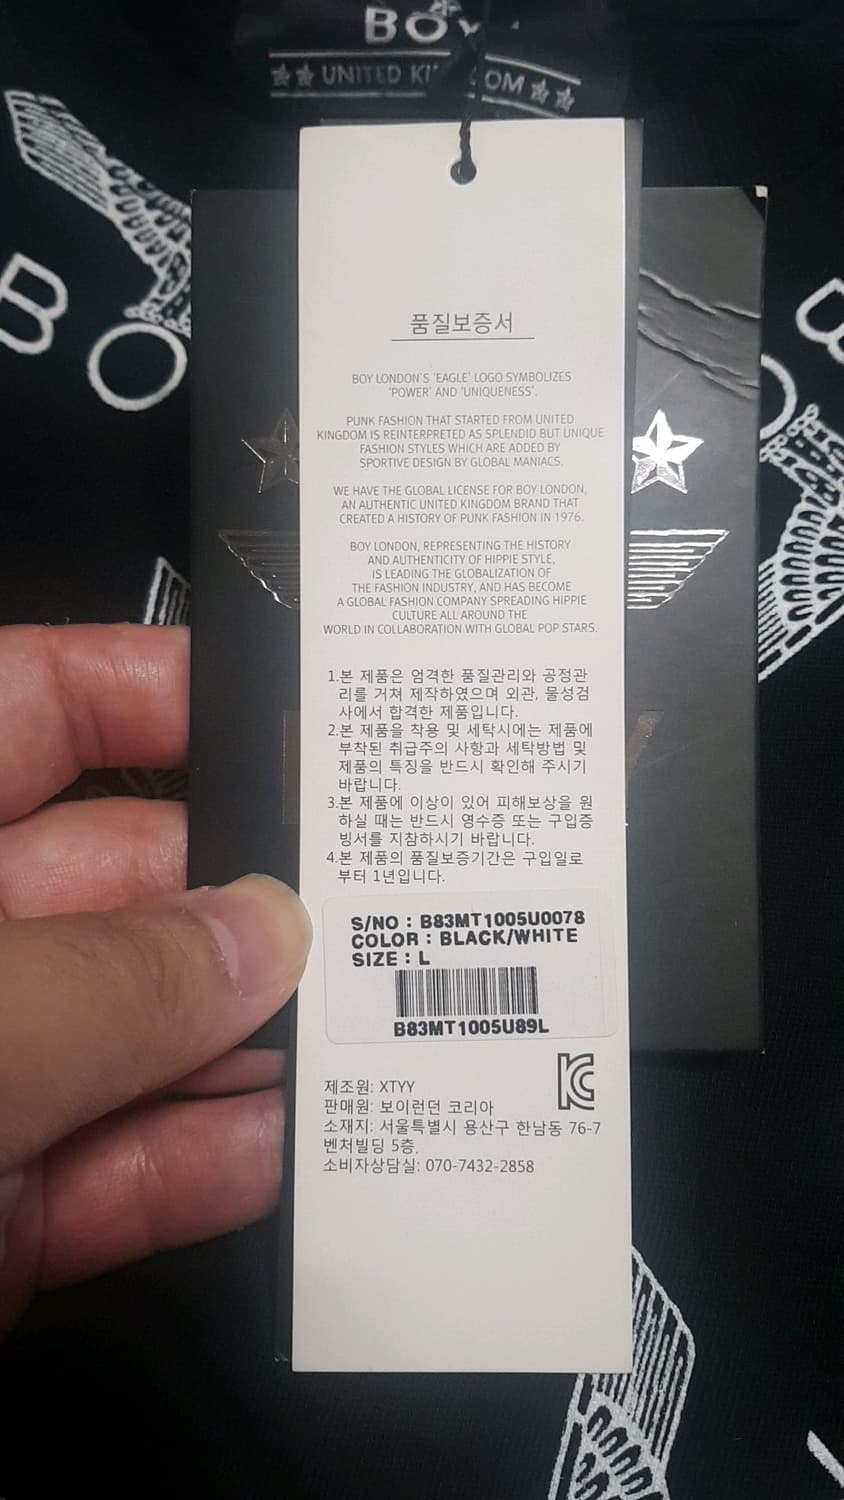 BOY
UNITED KINGDOM
B
O
품질보증서
BOY LONDON'S 'EAGLE' LOGO SYMBOLIZES
'POWER' AND 'UNIQUENESS'.
PUNK FASHION THAT STARTED FROM UNITED
KINGDOM IS REINTERPRETED AS SPLENDID BUT UNIQUE
FASHION STYLES WHICH ARE ADDED BY
SPORTIVE DESIGN BY GLOBAL MANIACS.
WE HAVE THE GLOBAL LICENSE FOR BOY LONDON,
AN AUTHENTIC UNITED KINGDOM BRAND THAT
CREATED A HISTORY OF PUNK FASHION IN 1976.
BOY LONDON, REPRESENTING THE HISTORY
AND AUTHENTICITY OF HIPPIE STYLE,
IS LEADING THE GLOBALIZATION OF
THE FASHION INDUSTRY, AND HAS BECOME
A GLOBAL FASHION COMPANY SPREADING HIPPIE
CULTURE ALL AROUND THE
WORLD IN COLLABORATION WITH GLOBAL POP STARS.
1.본 제품은 엄격한 품질관리와 공정관
리를 거쳐 제작하였으며 외관, 물성검
사에서 합격한 제품입니다.
2.본 제품을 착용 및 세탁시에는 제품에
부착된 취급주의 사항과 세탁방법 및
제품의 특징을 반드시 확인해 주시기
바랍니다.
3.본 제품에 이상이 있어 피해보상을 원
하실 때는 반드시 영수증 또는 구입증
빙서를 지참하시기 바랍니다.
4.본 제품의 품질보증기간은 구입일로
부터 1년입니다.
S/NO : B83MT1005U0078
COLOR : BLACK/WHITE
SIZE : L
B83MT1005U89L
제조원: XTYY
판매원: 보이런던 코리아
소재지: 서울특별시 용산구 한남동 76-7
벤처빌딩 5층.
소비자상담실: 070-7432-2858